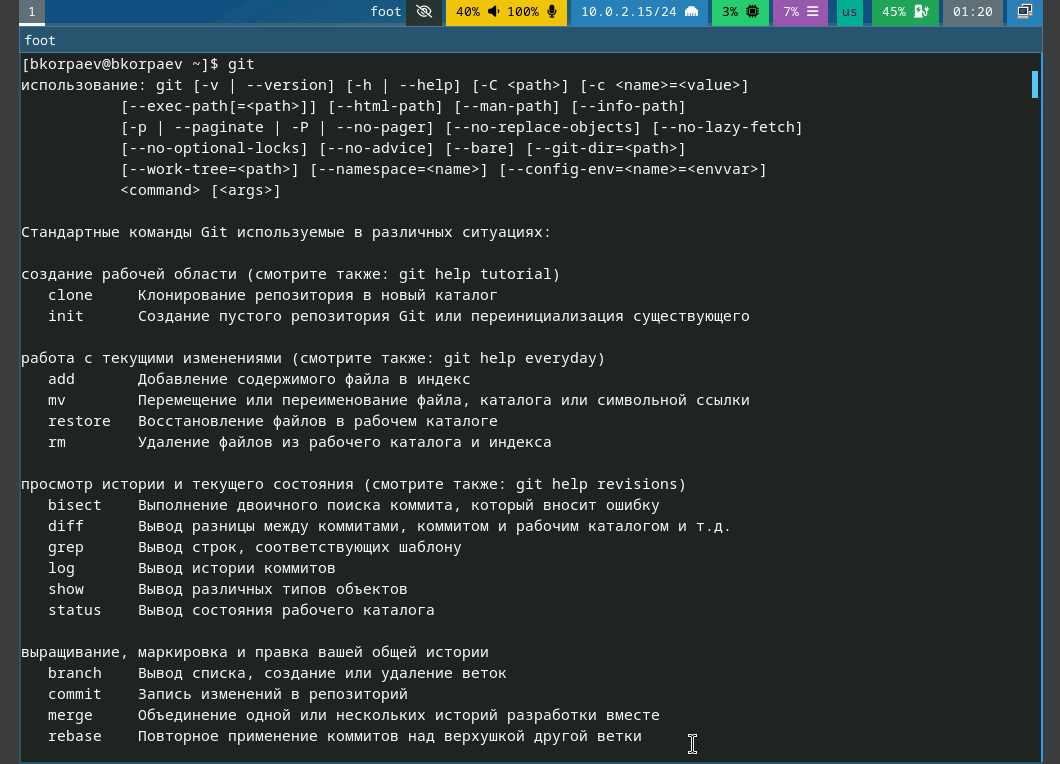 1 foot 40% 100% 10.0.2.15/24 3% 7% us 45% 01:20
foot
[bkorpaev@bkorpaev ~]$ git
использование: git [-v | --version] [-h | --help] [-C <path>] [-c <name>=<value>]
[--exec-path[=<path>]] [--html-path] [--man-path] [--info-path]
[-p | --paginate | -P | --no-pager] [--no-replace-objects] [--no-lazy-fetch]
[--no-optional-locks] [--no-advice] [--bare] [--git-dir=<path>]
[--work-tree=<path>] [--namespace=<name>] [--config-env=<name>=<envvar>]
<command> [<args>]
Стандартные команды Git используемые в различных ситуациях:
создание рабочей области (смотрите также: git help tutorial)
clone Клонирование репозитория в новый каталог
init Создание пустого репозитория Git или переинициализация существующего
работа с текущими изменениями (смотрите также: git help everyday)
add Добавление содержимого файла в индекс
mv Перемещение или переименование файла, каталога или символьной ссылки
restore Восстановление файлов в рабочем каталоге
rm Удаление файлов из рабочего каталога и индекса
просмотр истории и текущего состояния (смотрите также: git help revisions)
bisect Выполнение двоичного поиска коммита, который вносит ошибку
diff Вывод разницы между коммитами, коммитом и рабочим каталогом и т.д.
grep Вывод строк, соответствующих шаблону
log Вывод истории коммитов
show Вывод различных типов объектов
status Вывод состояния рабочего каталога
выращивание, маркировка и правка вашей общей истории
branch Вывод списка, создание или удаление веток
commit Запись изменений в репозиторий
merge Объединение одной или нескольких историй разработки вместе
rebase Повторное применение коммитов над верхушкой другой ветки